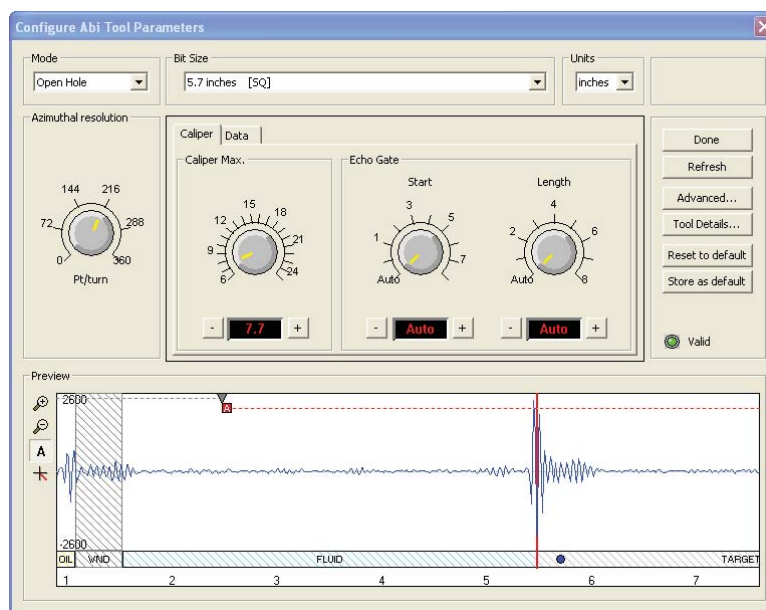 Configure Abi Tool Parameters
Mode
Open Hole
Bit Size
5.7 inches [SQ]
Units
inches
Azimuthal resolution
0
72
144
216
288
360
Pt/turn
Caliper
Data
Caliper Max.
6
9
12
15
18
21
24
-
7.7
+
Echo Gate
Start
Auto
1
3
5
7
-
Auto
+
Length
Auto
2
4
6
8
-
Auto
+
Done
Refresh
Advanced...
Tool Details...
Reset to default
Store as default
Valid
Preview
A
2600
A
-2600
OIL
WND
FLUID
TARGET
1 2 3 4 5 6 7